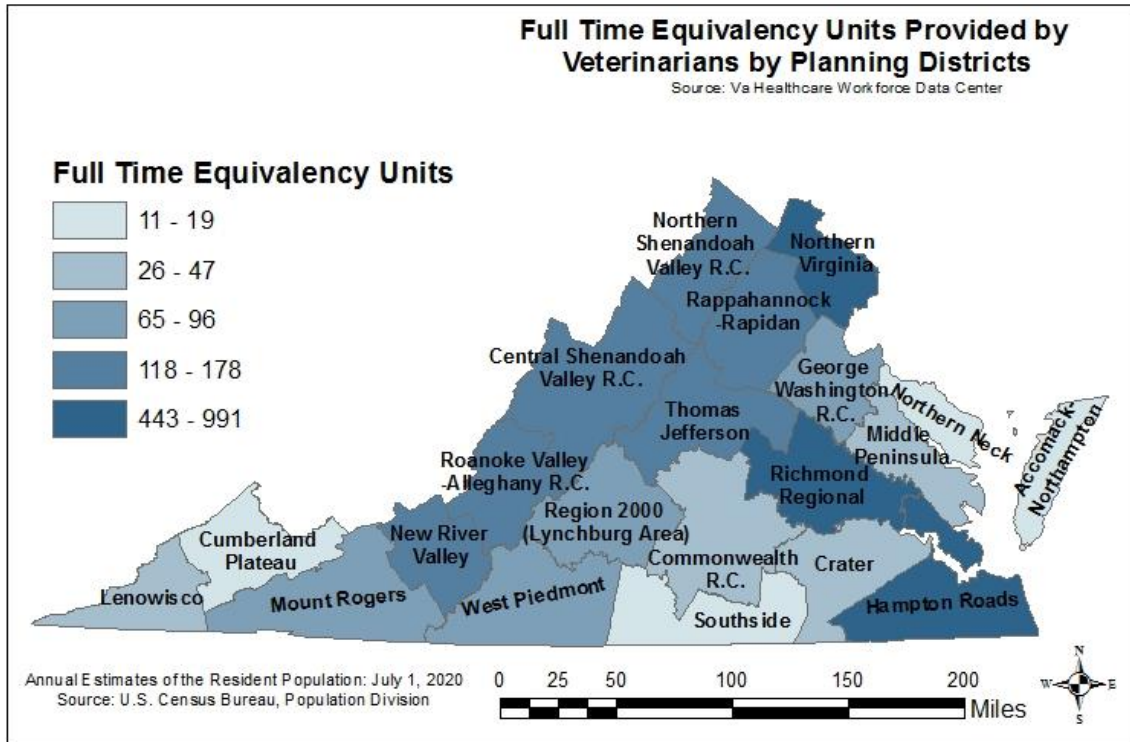 Full Time Equivalency Units Provided by
Veterinarians by Planning Districts
Source: Va Healthcare Workforce Data Center
Full Time Equivalency Units
11 - 19
26 - 47
65 - 96
118 - 178
443 - 991
Northern
Shenandoah
Valley R.C.
Northern
Virginia
Rappahannock
-Rapidan
Central Shenandoah
Valley R.C.
George
Washington
R.C.
Northern Neck
Accomack-
Northampton
Thomas
Jefferson
Middle
Peninsula
Roanoke Valley
-Alleghany R.C.
Richmond
Regional
Region 2000
(Lynchburg Area)
New River
Valley
Cumberland
Plateau
Commonwealth
R.C.
Crater
Lenowisco
Mount Rogers
West Piedmont
Southside
Hampton Roads
Annual Estimates of the Resident Population: July 1, 2020
Source: U.S. Census Bureau, Population Division
0 25 50 100 150 200
Miles
N
W E
S